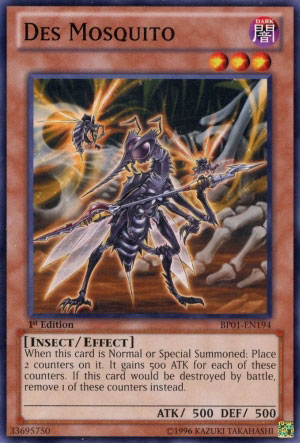 Des Mosquito
DARK
闇
1st Edition
BP01-EN194
[Insect/Effect]
When this card is Normal or Special Summoned: Place
2 counters on it. It gains 500 ATK for each of these
counters. If this card would be destroyed by battle,
remove 1 of these counters instead.
ATK/ 500 DEF/ 500
33695750
©1996 KAZUKI TAKAHASHI